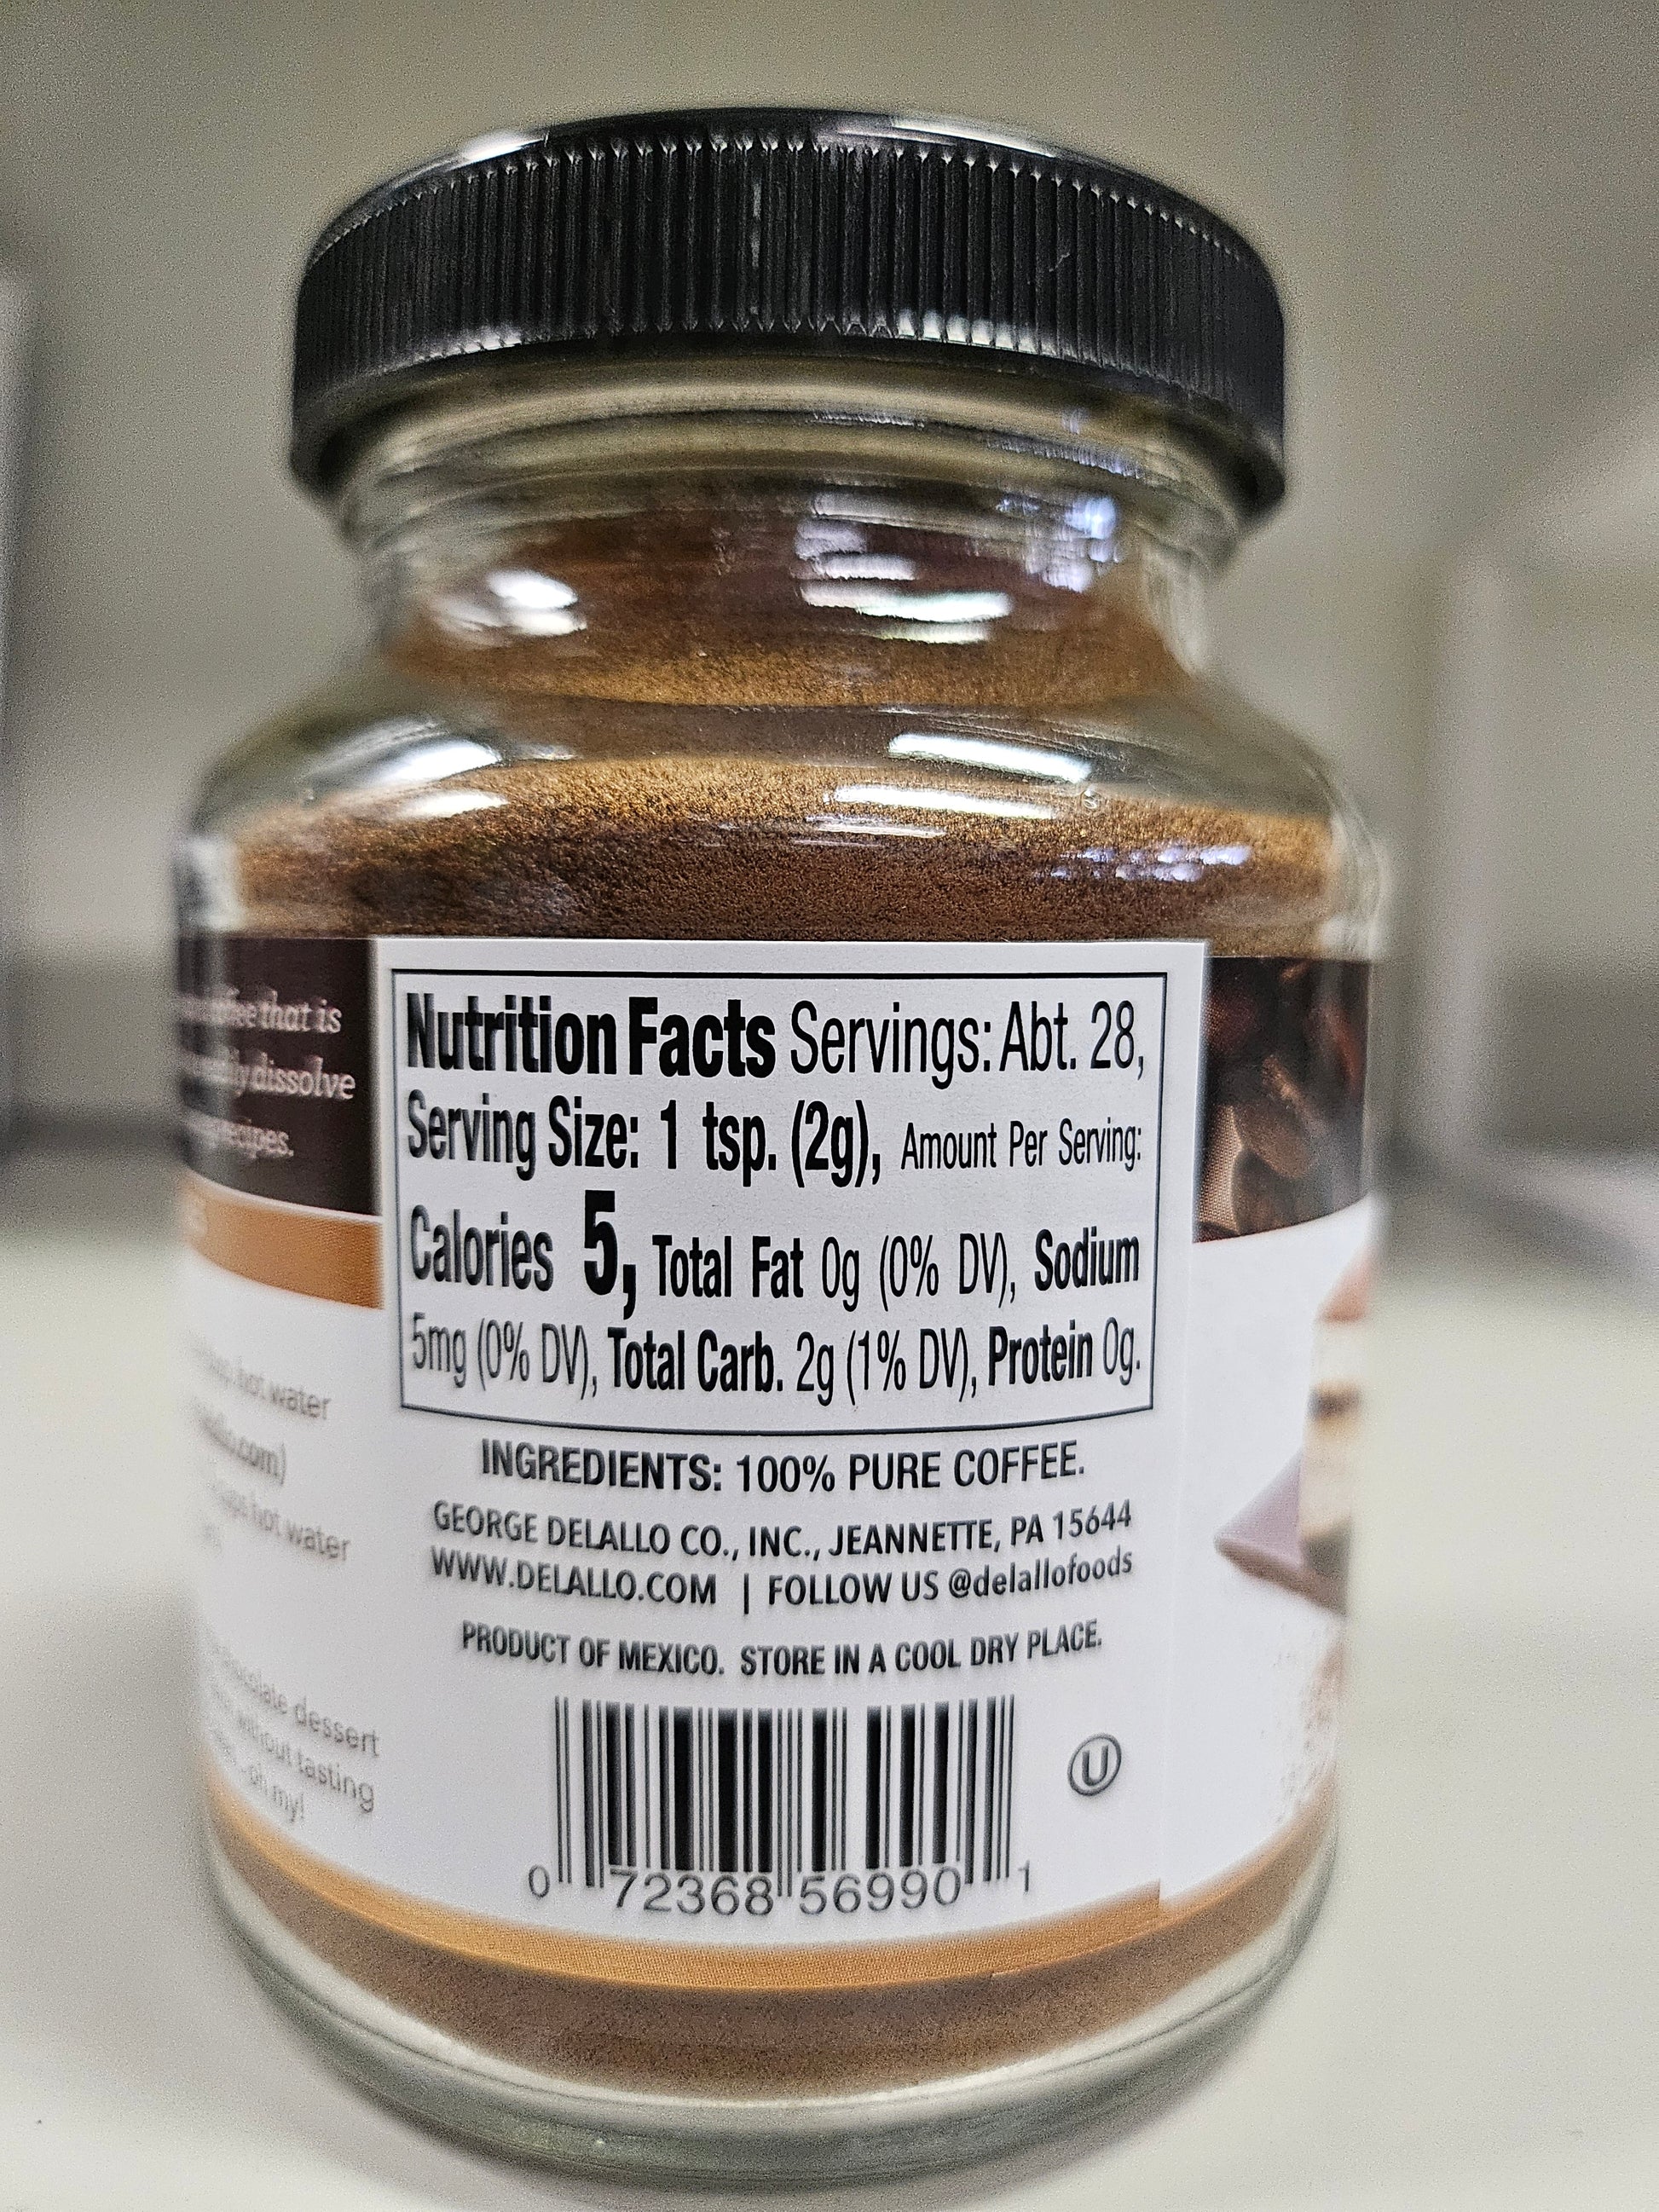 coffee that is
dissolve
recipes.
hot water
hot water
dessert
without tasting
oh my!
Nutrition Facts Servings: Abt. 28,
Serving Size: 1 tsp. (2g), Amount Per Serving:
Calories 5, Total Fat 0g (0% DV), Sodium
5mg (0% DV), Total Carb. 2g (1% DV), Protein 0g.
INGREDIENTS: 100% PURE COFFEE.
GEORGE DELALLO CO., INC., JEANNETTE, PA 15644
WWW.DELALLO.COM | FOLLOW US @delallofoods
PRODUCT OF MEXICO. STORE IN A COOL DRY PLACE.
U
0 72368 56990 1